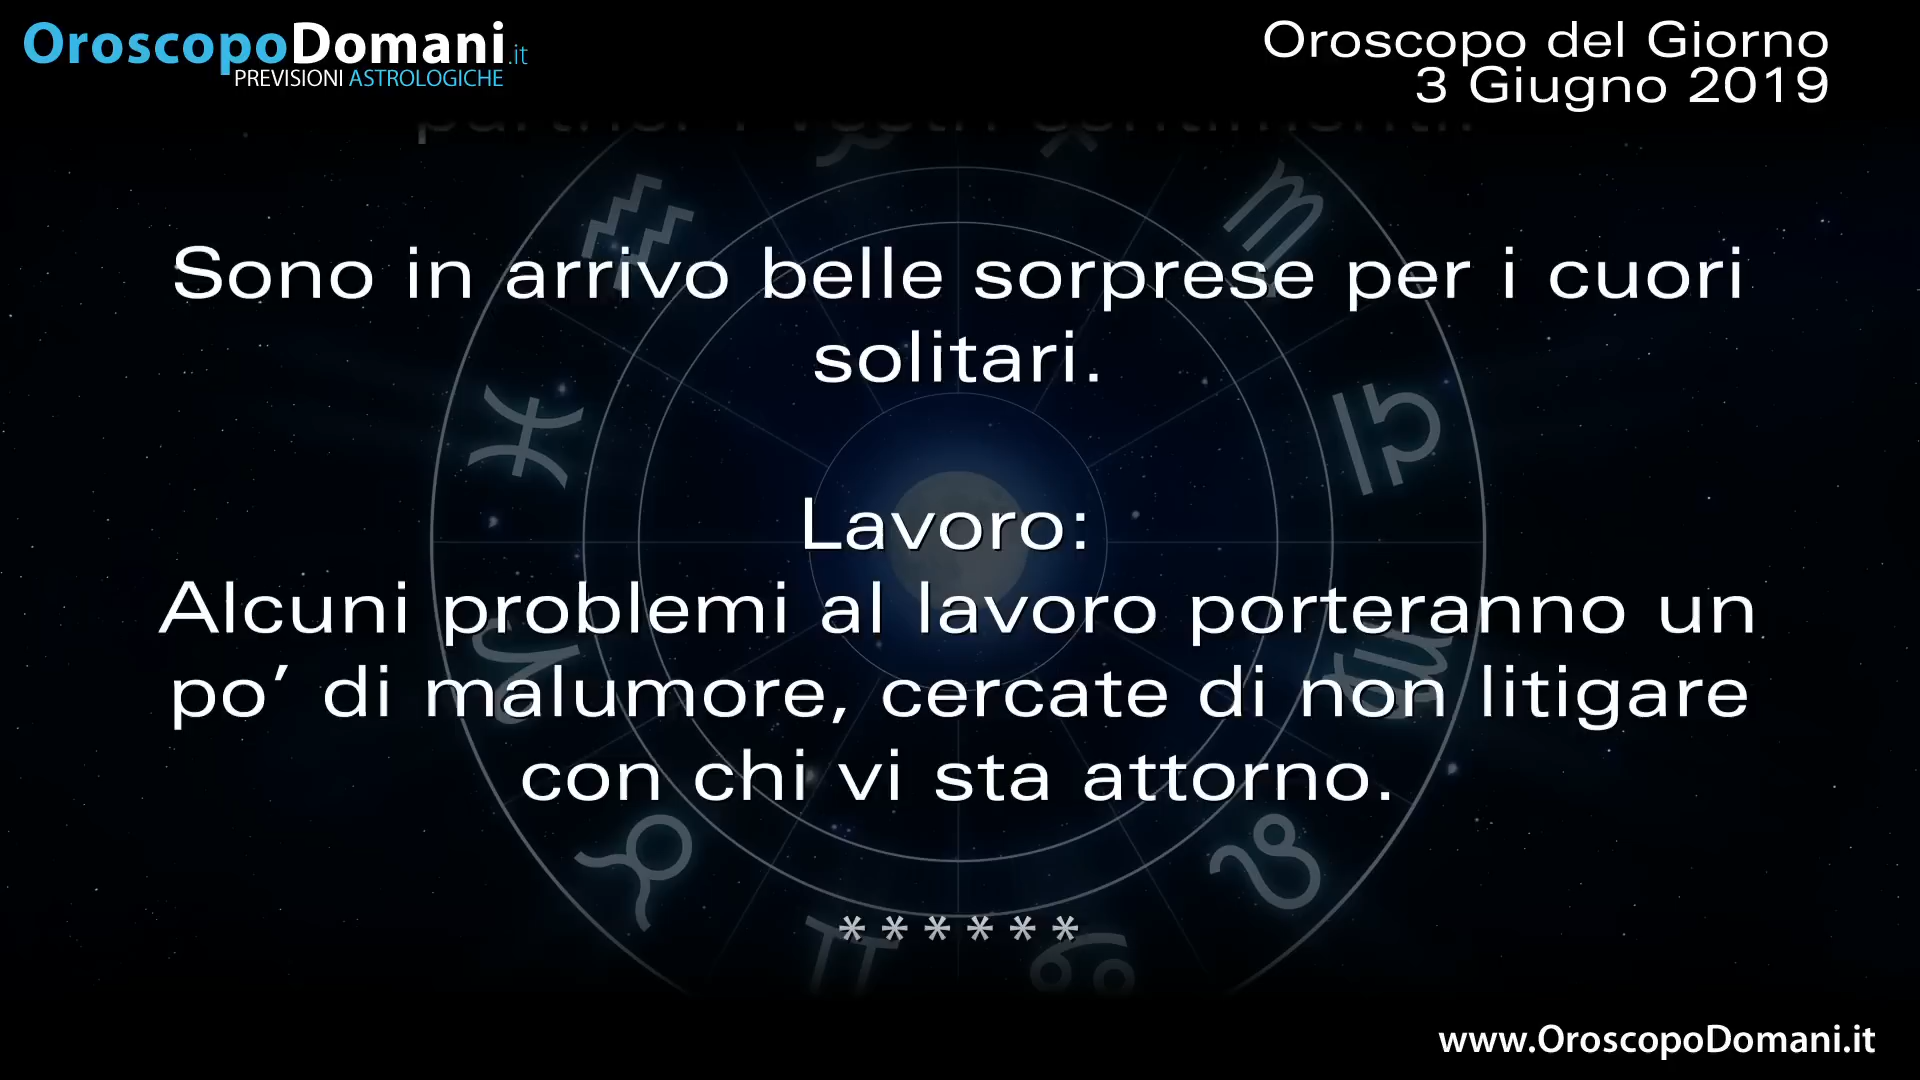 OroscopoDomani.it
PREVISIONI ASTROLOGICHE
Oroscopo del Giorno
3 Giugno 2019
Sono in arrivo belle sorprese per i cuori
solitari.
Lavoro:
Alcuni problemi al lavoro porteranno un
po’ di malumore, cercate di non litigare
con chi vi sta attorno.
******
www.OroscopoDomani.it